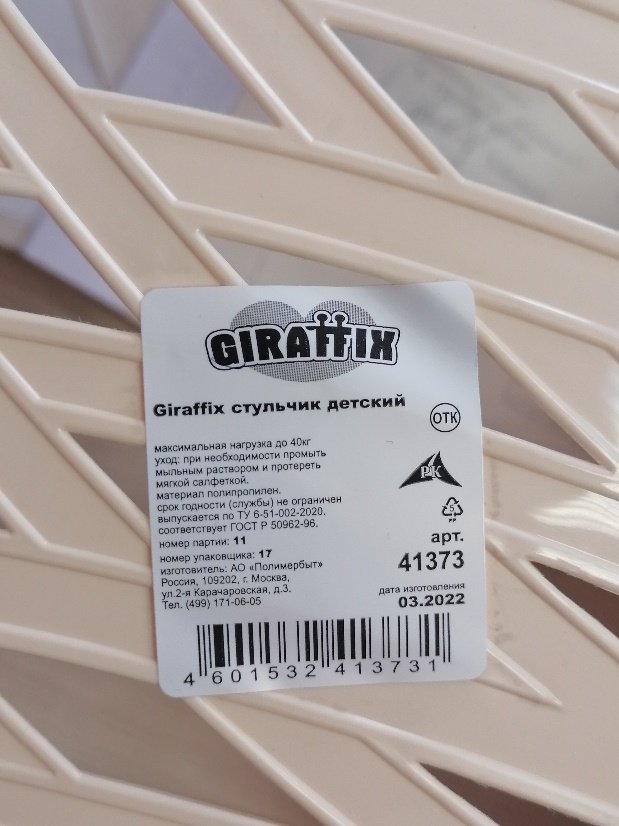 GIRAFFIX
Giraffix стульчик детский
ОТК
максимальная нагрузка до 40кг
уход: при необходимости промыть
мыльным раствором и протереть
мягкой салфеткой.
материал полипропилен.
срок годности (службы) не ограничен
выпускается по ТУ 6-51-002-2020.
соответствует ГОСТ Р 50962-96.
номер партии: 11
номер упаковщика: 17
изготовитель: АО «Полимербыт»
Россия, 109202, г. Москва,
ул.2-я Карачаровская, д.3.
Тел. (499) 171-06-05
РК
5
PP
арт.
41373
дата изготовления
03.2022
4 601532 413731